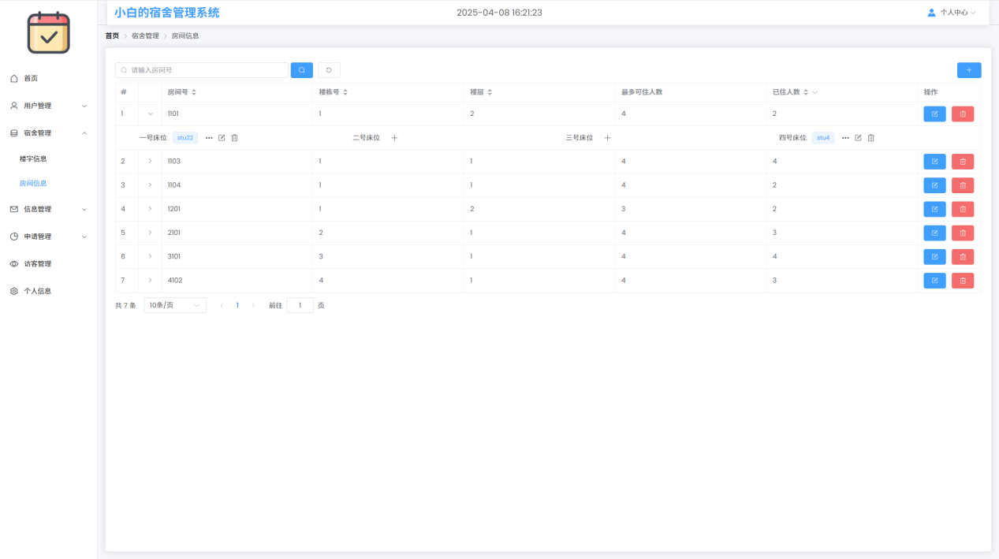 小白的宿舍管理系统
2025-04-08 16:21:23
个人中心
首页
用户管理
宿舍管理
楼宇信息
房间信息
信息管理
申请管理
访客管理
个人信息
首页 > 宿舍管理 > 房间信息
请输入房间号
# 房间号 楼栋号 楼层 最多可住人数 已住人数 操作
1 1101 1 2 4 2
一号床位 stu22 二号床位 三号床位 四号床位 stu4
2 1103 1 1 4 4
3 1104 1 1 4 2
4 1201 1 2 3 2
5 2101 2 1 4 3
6 3101 3 1 4 4
7 4102 4 1 4 3
共 7 条 10条/页 1 前往 1 页